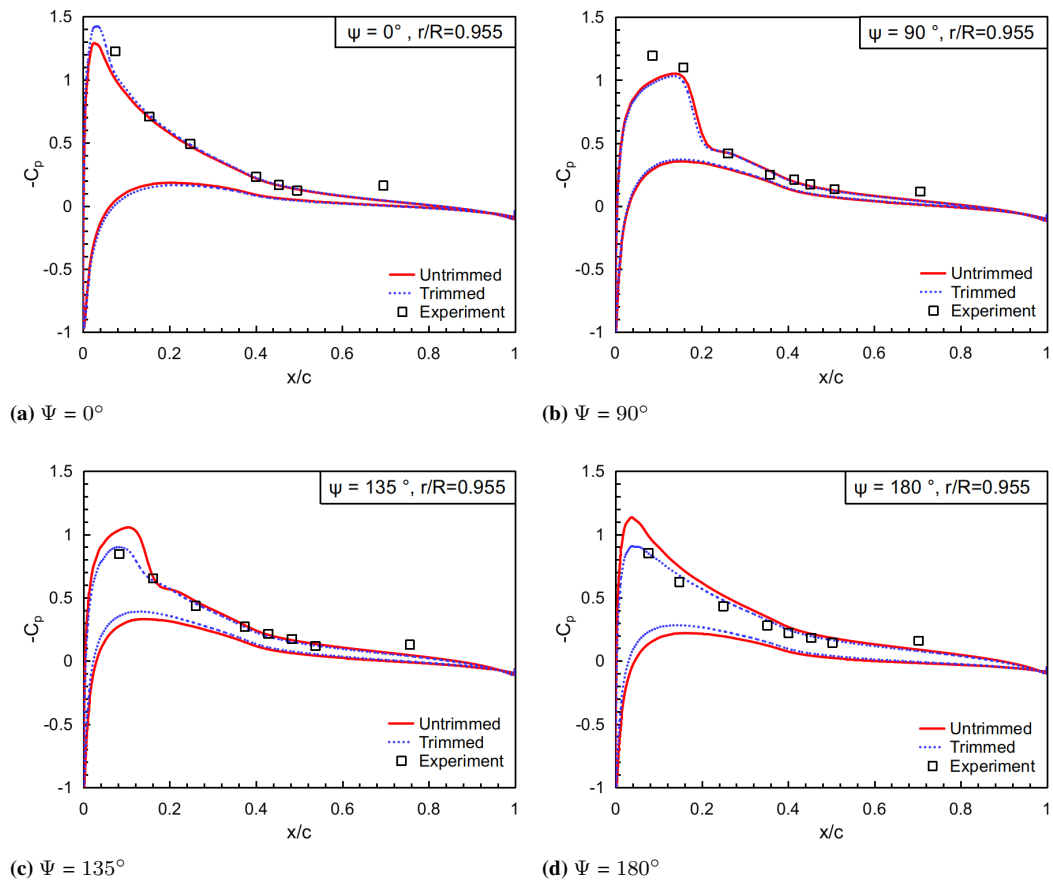 1.5
1
0.5
0
-0.5
-1
-Cp
0
0.2
0.4
0.6
0.8
1
x/c
ψ = 0° , r/R=0.955
Untrimmed
Trimmed
Experiment
(a) Ψ = 0°
1.5
1
0.5
0
-0.5
-1
-Cp
0
0.2
0.4
0.6
0.8
1
x/c
ψ = 90 °, r/R=0.955
Untrimmed
Trimmed
Experiment
(b) Ψ = 90°
1.5
1
0.5
0
-0.5
-1
-Cp
0
0.2
0.4
0.6
0.8
1
x/c
ψ = 135 °, r/R=0.955
Untrimmed
Trimmed
Experiment
(c) Ψ = 135°
1.5
1
0.5
0
-0.5
-1
-Cp
0
0.2
0.4
0.6
0.8
1
x/c
ψ = 180 °, r/R=0.955
Untrimmed
Trimmed
Experiment
(d) Ψ = 180°